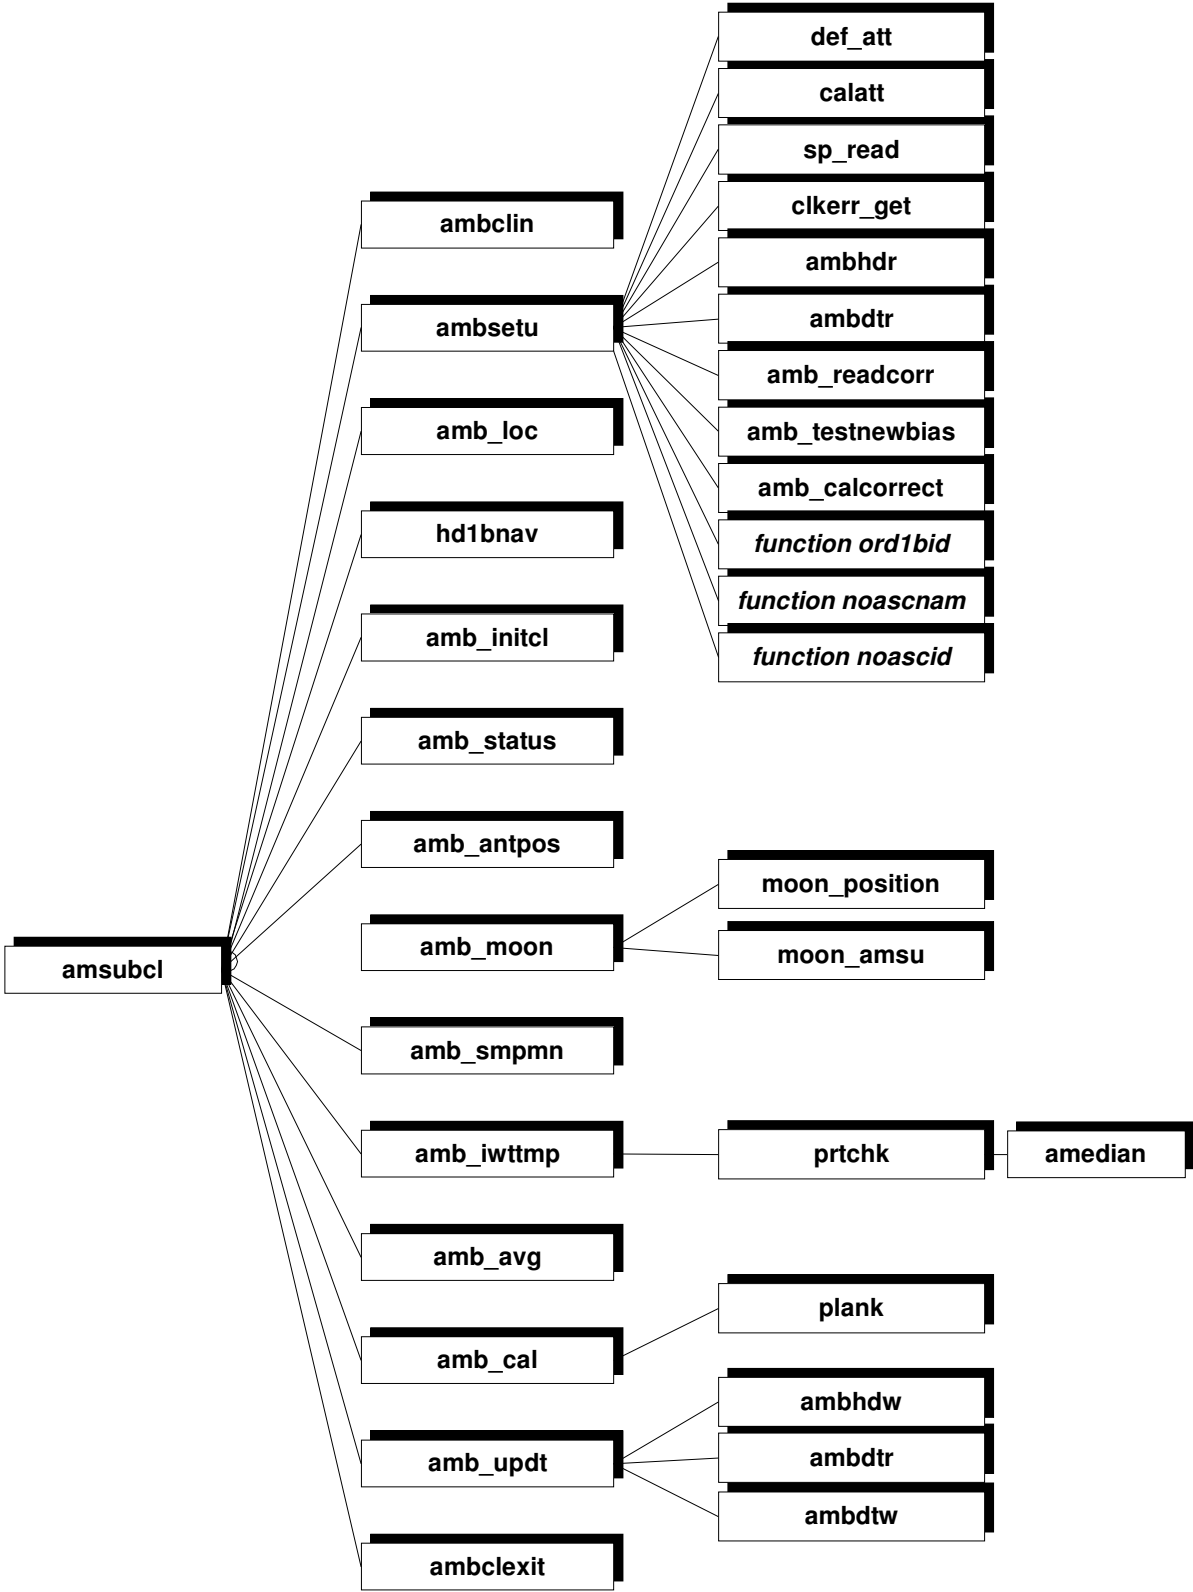 def_att
calatt
sp_read
clkerr_get
ambhdr
ambdtr
amb_readcorr
amb_testnewbias
amb_calcorrect
function ord1bid
function noascnam
function noascid
ambclin
ambsetu
amb_loc
hd1bnav
amb_initcl
amb_status
amb_antpos
amb_moon
moon_position
moon_amsu
amsubcl
amb_smpmn
amb_iwttmp
prtchk
amedian
amb_avg
amb_cal
plank
amb_updt
ambhdw
ambdtr
ambdtw
ambclexit